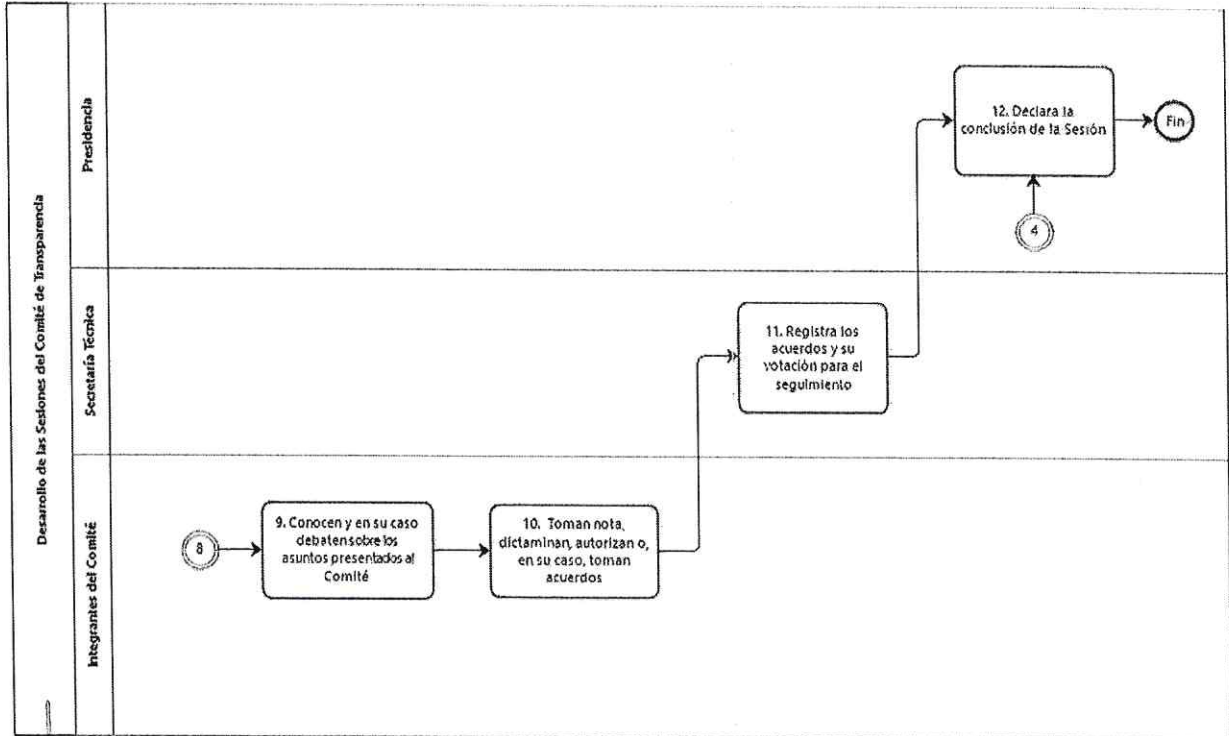 Desarrollo de las Sesiones del Comité de Transparencia
Presidencia
12. Declara la
conclusión de la Sesión
Fin
4
Secretaría Técnica
11. Registra los
acuerdos y su
votación para el
seguimiento
Integrantes del Comité
8
9. Conocen y en su caso
debaten sobre los
asuntos presentados al
Comité
10. Toman nota,
dictaminan, autorizan o,
en su caso, toman
acuerdos